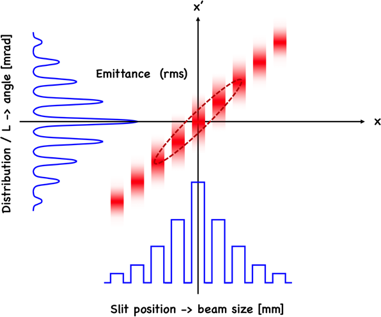 x'
Emittance (rms)
x
Distribution / L -> angle [mrad]
Slit position -> beam size [mm]